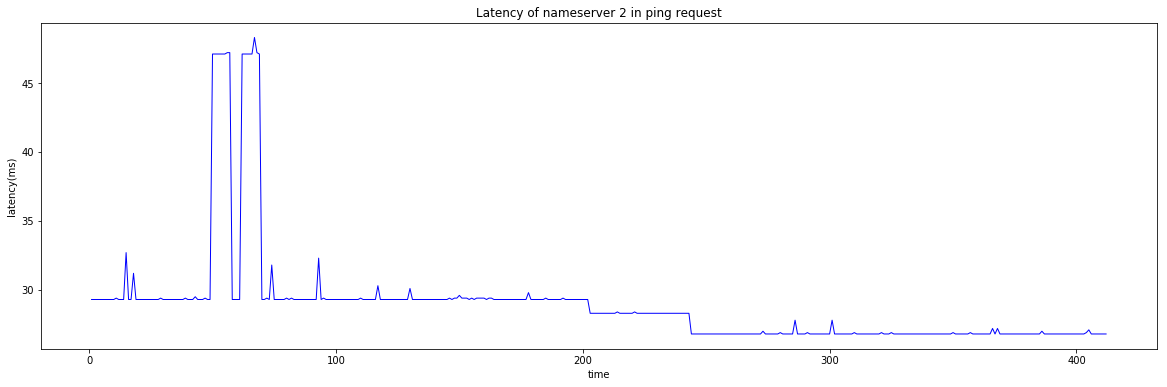 Latency of nameserver 2 in ping request
45
40
35
30
latency(ms)
0 100 200 300 400
time